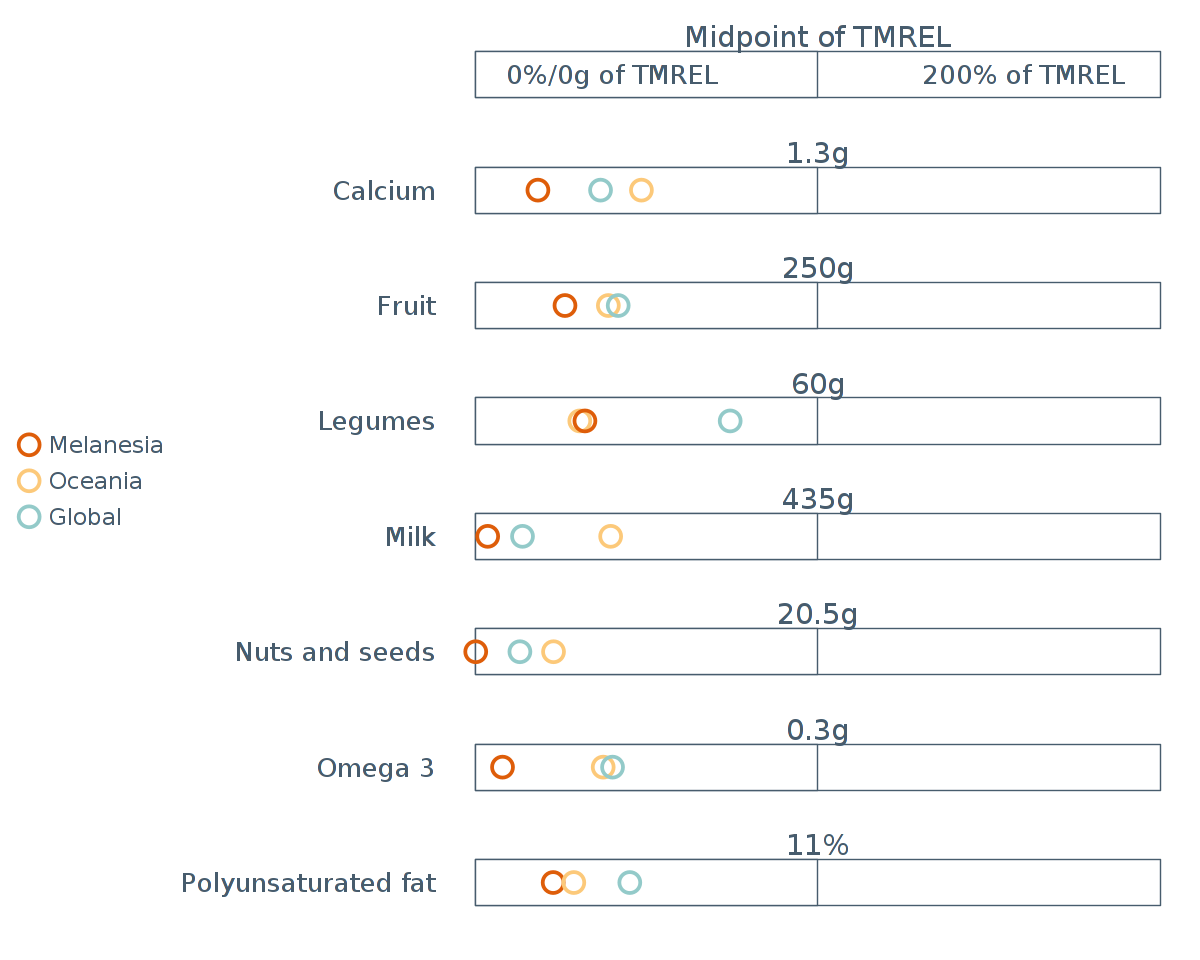 Midpoint of TMREL
0%/0g of TMREL
200% of TMREL
1.3g
Calcium
250g
Fruit
60g
Legumes
Melanesia
Oceania
Global
435g
Milk
20.5g
Nuts and seeds
0.3g
Omega 3
11%
Polyunsaturated fat